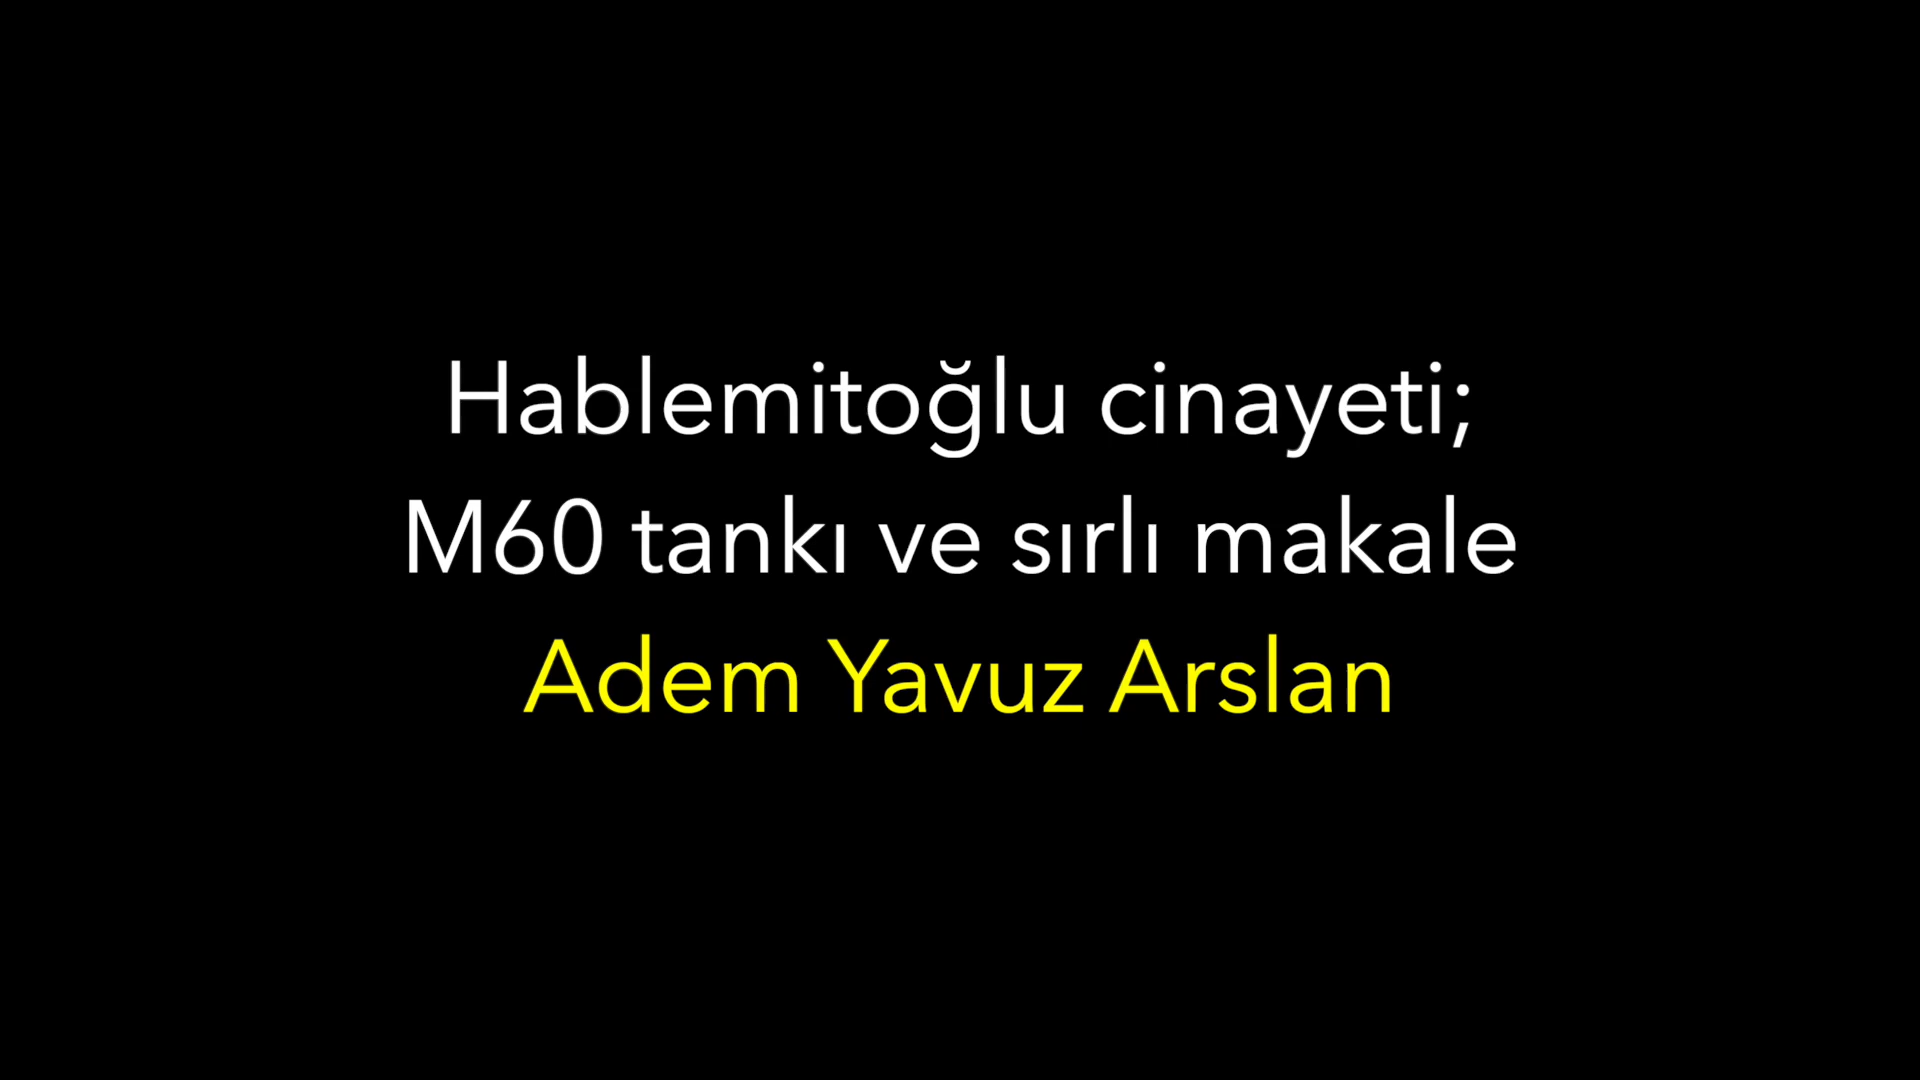 Hablemitoğlu cinayeti;
M60 tankı ve sırlı makale
Adem Yavuz Arslan